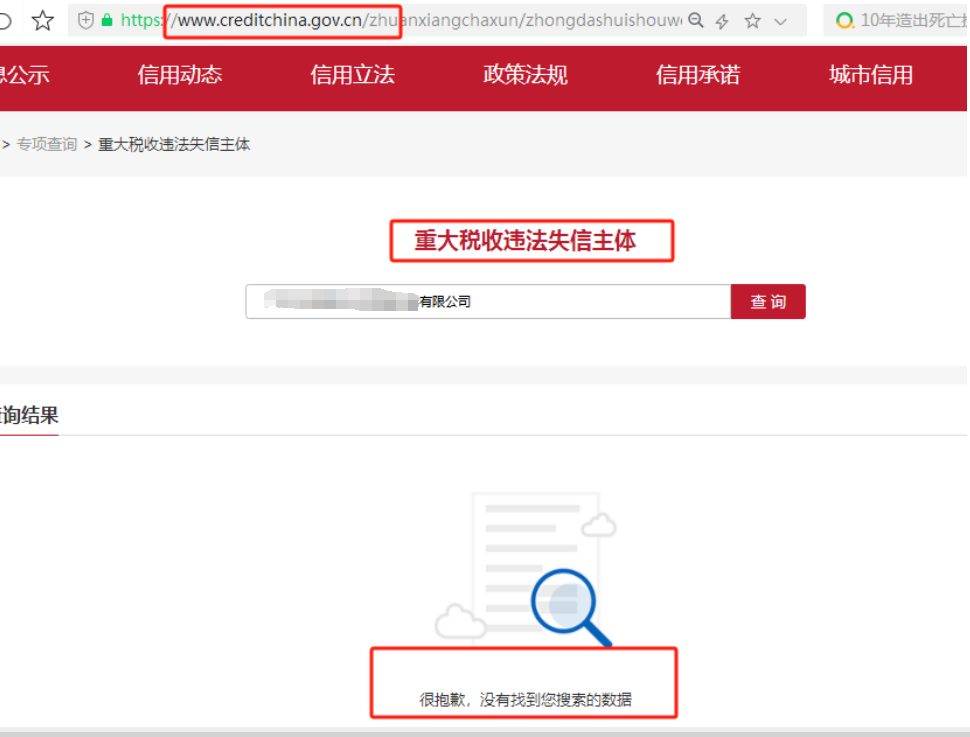 https://www.creditchina.gov.cn/zhuanxiangchaxun/zhongdashuishouw
10年造出死亡
息公示 信用动态 信用立法 政策法规 信用承诺 城市信用
> 专项查询 > 重大税收违法失信主体
重大税收违法失信主体
有限公司 查询
查询结果
很抱歉，没有找到您搜索的数据